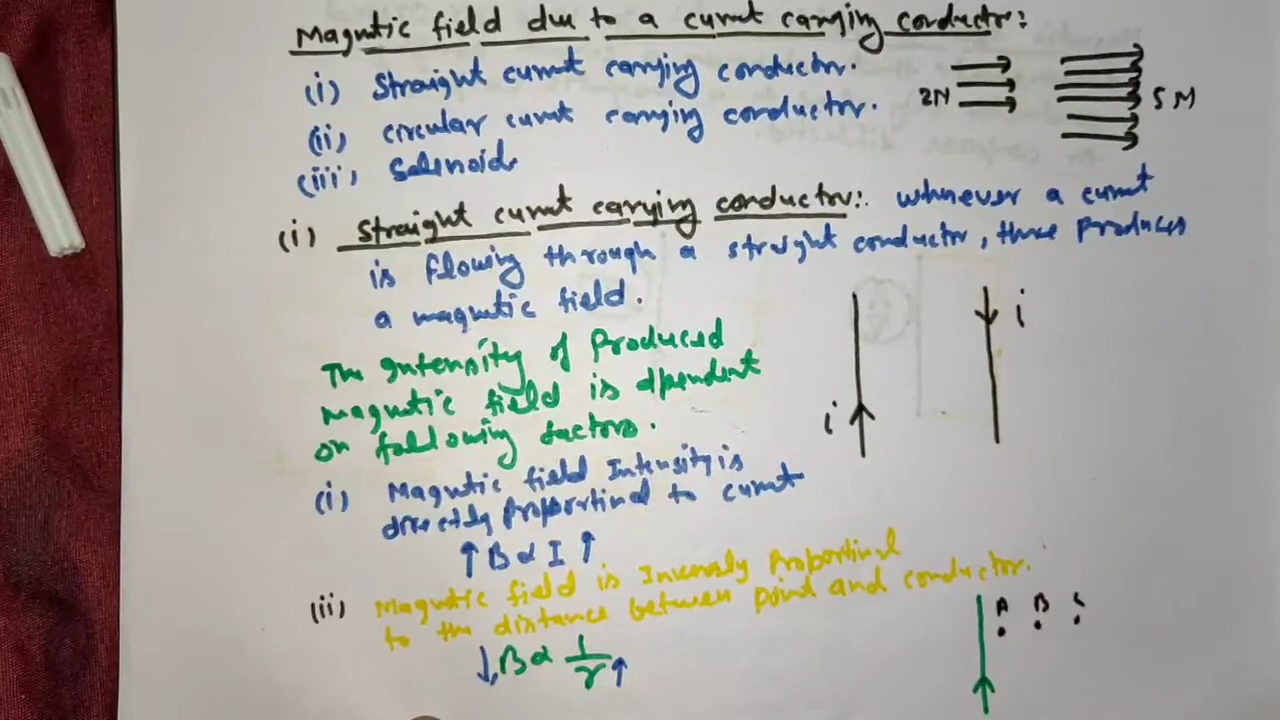 Magnetic field due to a current carrying conductor:
(i) Straight current carrying conductor.
(ii) circular current carrying conductor.
(iii) Solenoid
2N
5 M
(i) Straight current carrying conductor: whenever a current
is flowing through a straight conductor, there produces
a magnetic field.
i
i
The Intensity of Produced
Magnetic field is dpendent
on following factors.
(i) Magnetic field Intensity is
directly proportional to current
↑ B ∝ I ↑
(ii) Magnetic field is Inversly Proportional
to the distance between point and conductor.
A B C
↓ B ∝ 1/r ↑